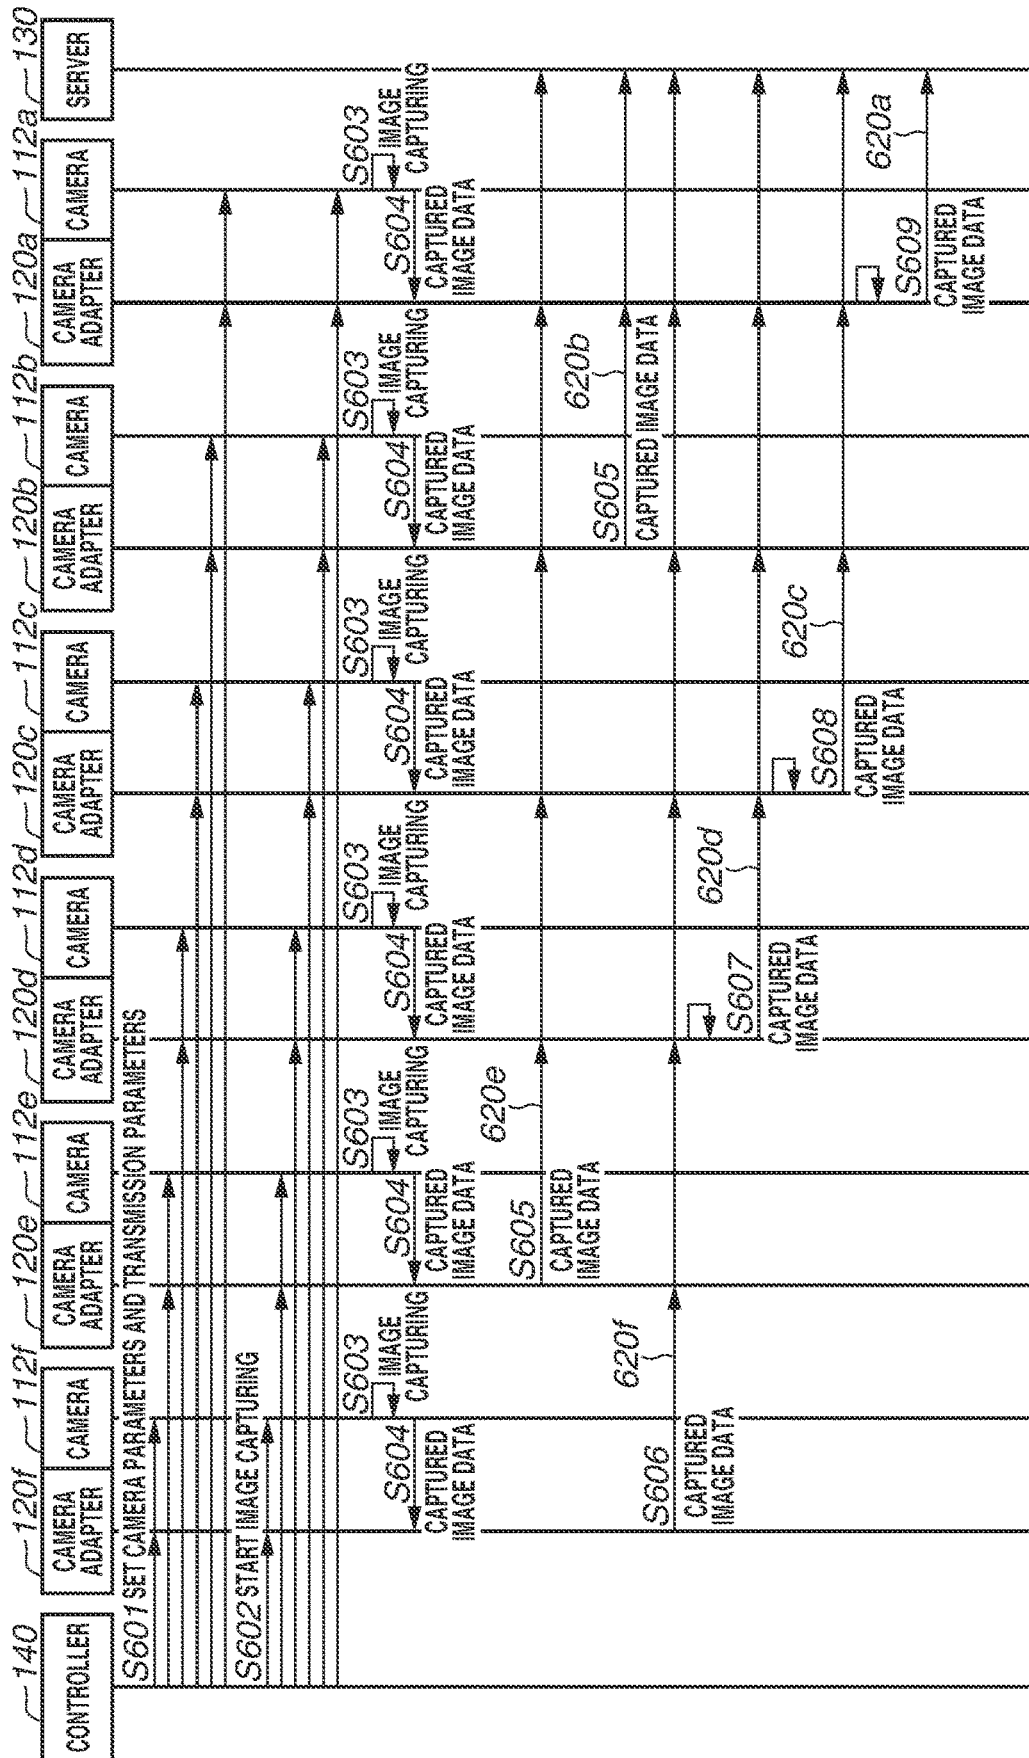 140
120f
112f
120e
112e
120d
112d
120c
112c
120b
112b
120a
112a
130
CONTROLLER
CAMERA
ADAPTER
CAMERA
CAMERA
ADAPTER
CAMERA
CAMERA
ADAPTER
CAMERA
CAMERA
ADAPTER
CAMERA
CAMERA
ADAPTER
CAMERA
CAMERA
ADAPTER
CAMERA
SERVER
S601 SET CAMERA PARAMETERS AND TRANSMISSION PARAMETERS
S602 START IMAGE CAPTURING
S603
IMAGE
CAPTURING
S603
IMAGE
CAPTURING
S603
IMAGE
CAPTURING
S603
IMAGE
CAPTURING
S603
IMAGE
CAPTURING
S603
IMAGE
CAPTURING
S604
CAPTURED
IMAGE DATA
S604
CAPTURED
IMAGE DATA
S604
CAPTURED
IMAGE DATA
S604
CAPTURED
IMAGE DATA
S604
CAPTURED
IMAGE DATA
S604
CAPTURED
IMAGE DATA
S605
620e
CAPTURED
IMAGE DATA
S605
620b
CAPTURED IMAGE DATA
S606
620f
CAPTURED
IMAGE DATA
S607
620d
CAPTURED
IMAGE DATA
S608
620c
CAPTURED
IMAGE DATA
S609
620a
CAPTURED
IMAGE DATA